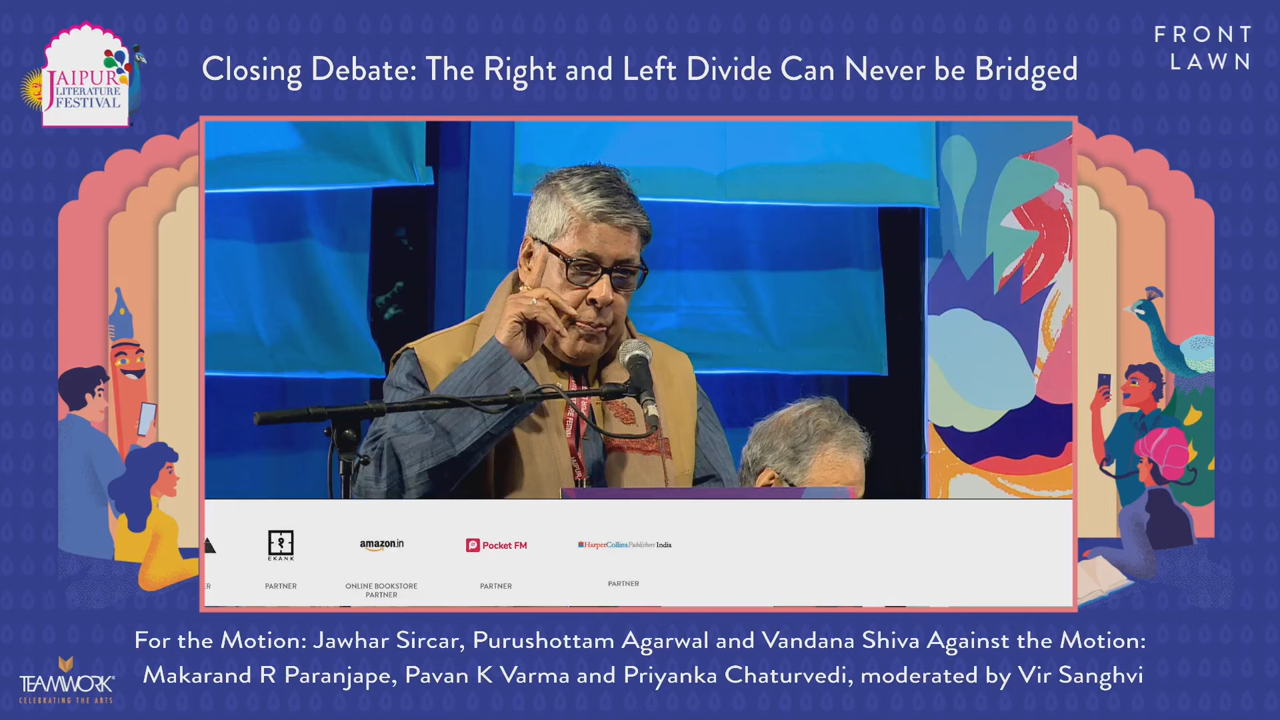 JAIPUR
LITERATURE
FESTIVAL
Closing Debate: The Right and Left Divide Can Never be Bridged
FRONT
LAWN
EKANK
amazon.in
Pocket FM
HarperCollins Publishers India
R
PARTNER
ONLINE BOOKSTORE
PARTNER
PARTNER
PARTNER
For the Motion: Jawhar Sircar, Purushottam Agarwal and Vandana Shiva Against the Motion:
Makarand R Paranjape, Pavan K Varma and Priyanka Chaturvedi, moderated by Vir Sanghvi
TEAMWORK
CELEBRATING THE ARTS